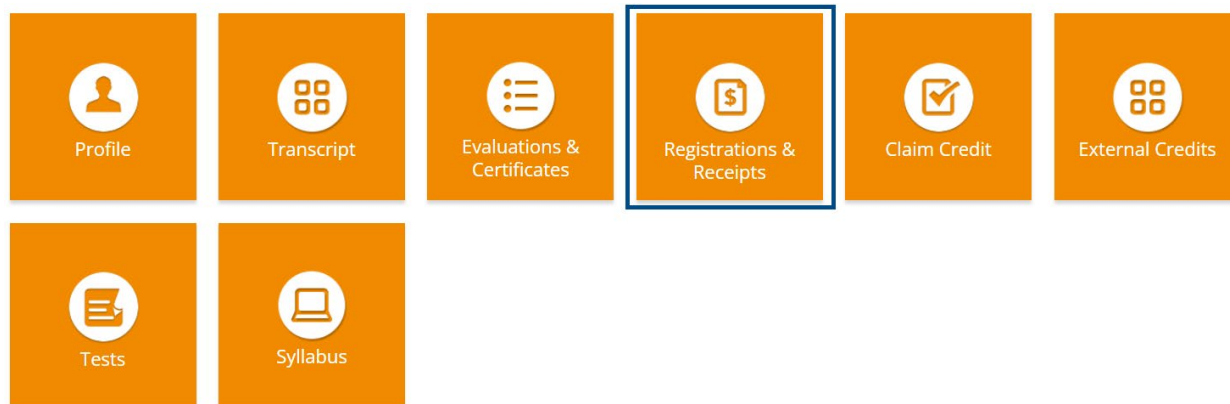 Profile
Transcript
Evaluations &
Certificates
$
Registrations &
Receipts
Claim Credit
External Credits
Tests
Syllabus